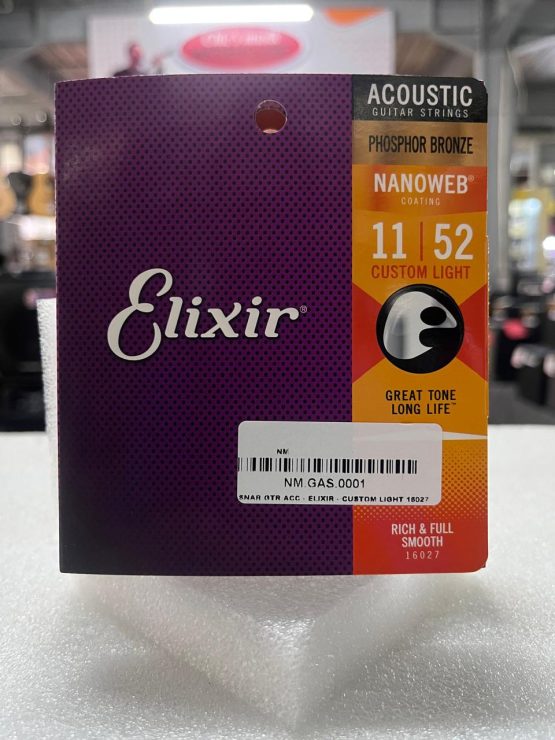 ACOUSTIC
GUITAR STRINGS
PHOSPHOR BRONZE
NANOWEB®
COATING
11 | 52
CUSTOM LIGHT
Elixir®
GREAT TONE
LONG LIFE™
NM
NM.GAS.0001
SNAR GTR ACC - ELIXIR - CUSTOM LIGHT 16027
RICH & FULL
SMOOTH
16027